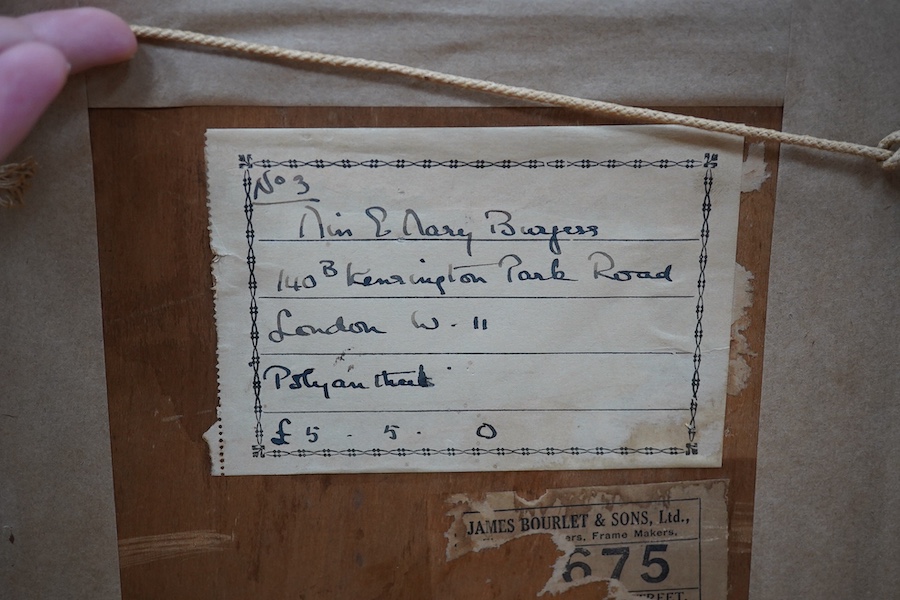 No 3
Miss E Mary Burgess
140B Kensington Park Road
London W. 11
£ 5 . 5 . 0
JAMES BOURLET & SONS, Ltd.,
Frame Makers.
675